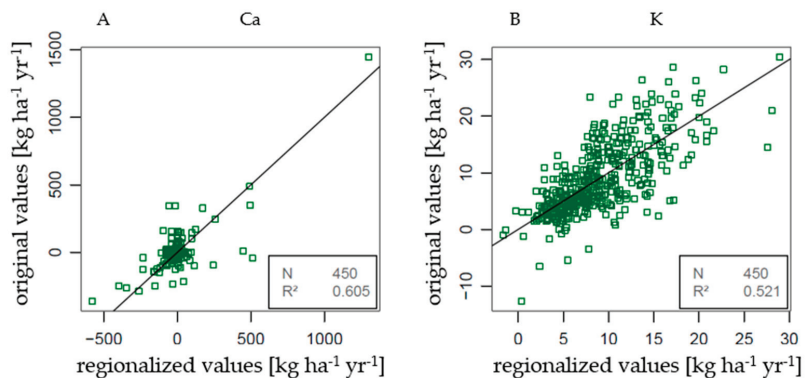 A Ca
original values [kg ha⁻¹ yr⁻¹]
1500
1000
500
0
N 450
R² 0.605
−500 0 500 1000
regionalized values [kg ha⁻¹ yr⁻¹]
B K
original values [kg ha⁻¹ yr⁻¹]
30
20
10
0
−10
N 450
R² 0.521
0 5 10 15 20 25 30
regionalized values [kg ha⁻¹ yr⁻¹]